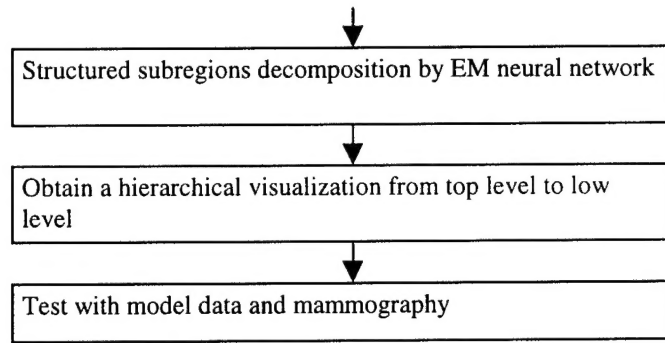 Structured subregions decomposition by EM neural network
Obtain a hierarchical visualization from top level to low
level
Test with model data and mammography